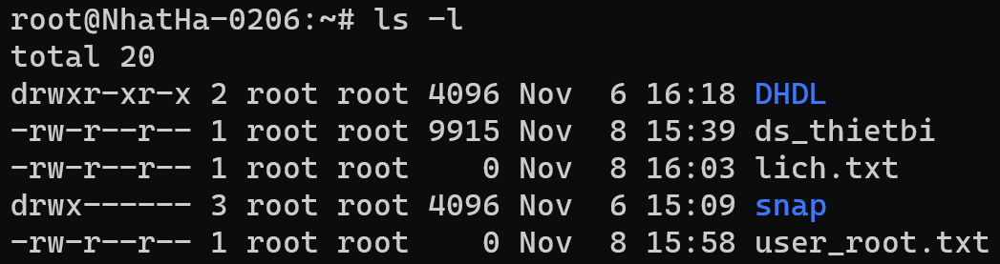 root@NhatHa-0206:~# ls -l
total 20
drwxr-xr-x 2 root root 4096 Nov  6 16:18 DHDL
-rw-r--r-- 1 root root 9915 Nov  8 15:39 ds_thietbi
-rw-r--r-- 1 root root    0 Nov  8 16:03 lich.txt
drwx------ 3 root root 4096 Nov  6 15:09 snap
-rw-r--r-- 1 root root    0 Nov  8 15:58 user_root.txt